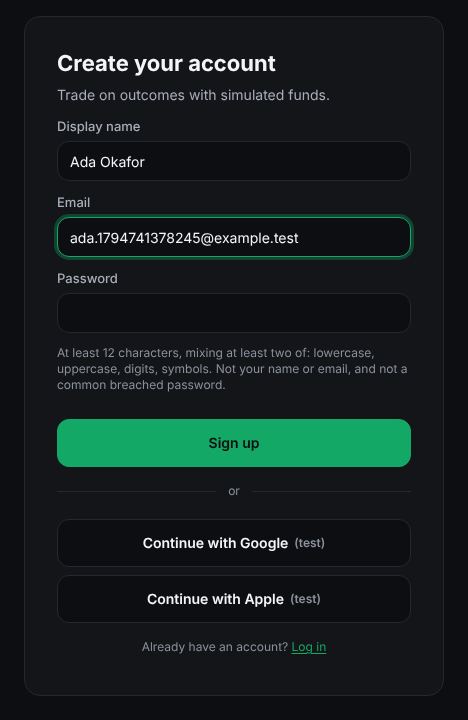 Create your account
Trade on outcomes with simulated funds.
Display name
Ada Okafor
Email
ada.1794741378245@example.test
Password
At least 12 characters, mixing at least two of: lowercase,
uppercase, digits, symbols. Not your name or email, and not a
common breached password.
Sign up
or
Continue with Google (test)
Continue with Apple (test)
Already have an account? Log in